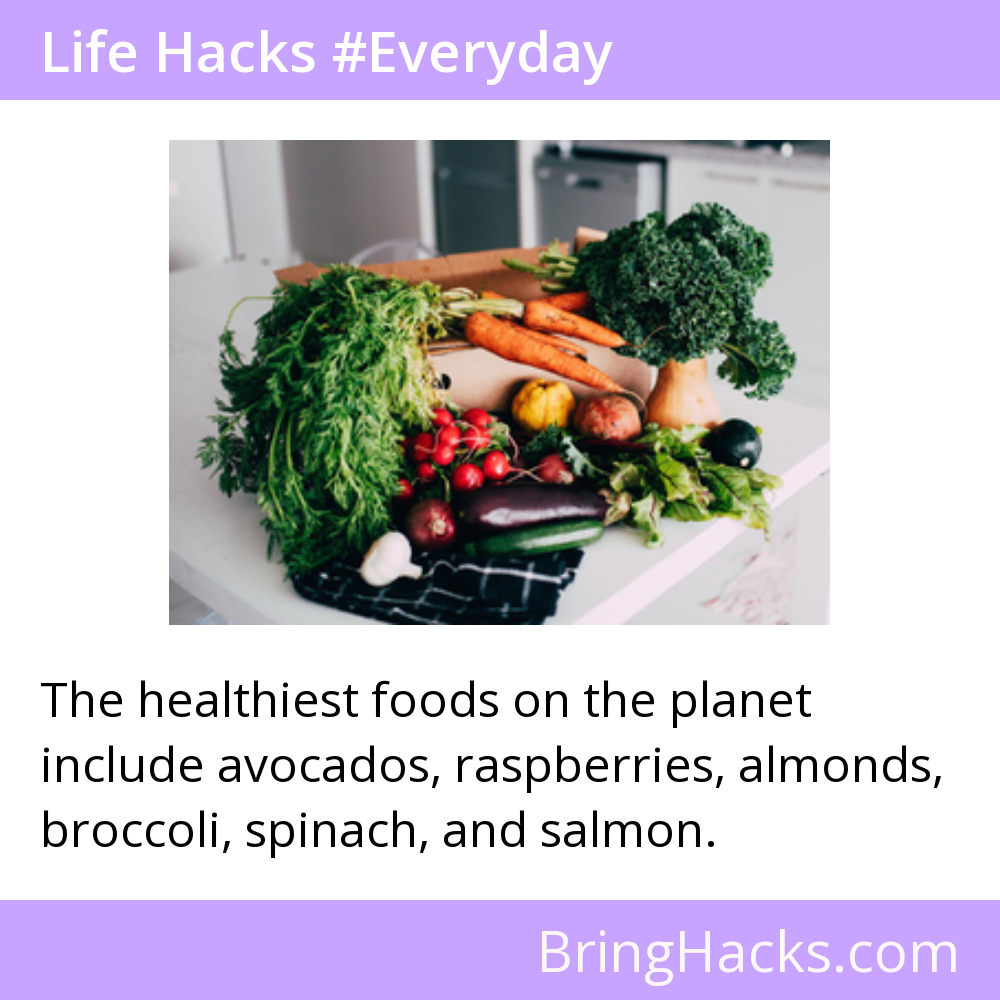 Life Hacks #Everyday
The healthiest foods on the planet
include avocados, raspberries, almonds,
broccoli, spinach, and salmon.
BringHacks.com